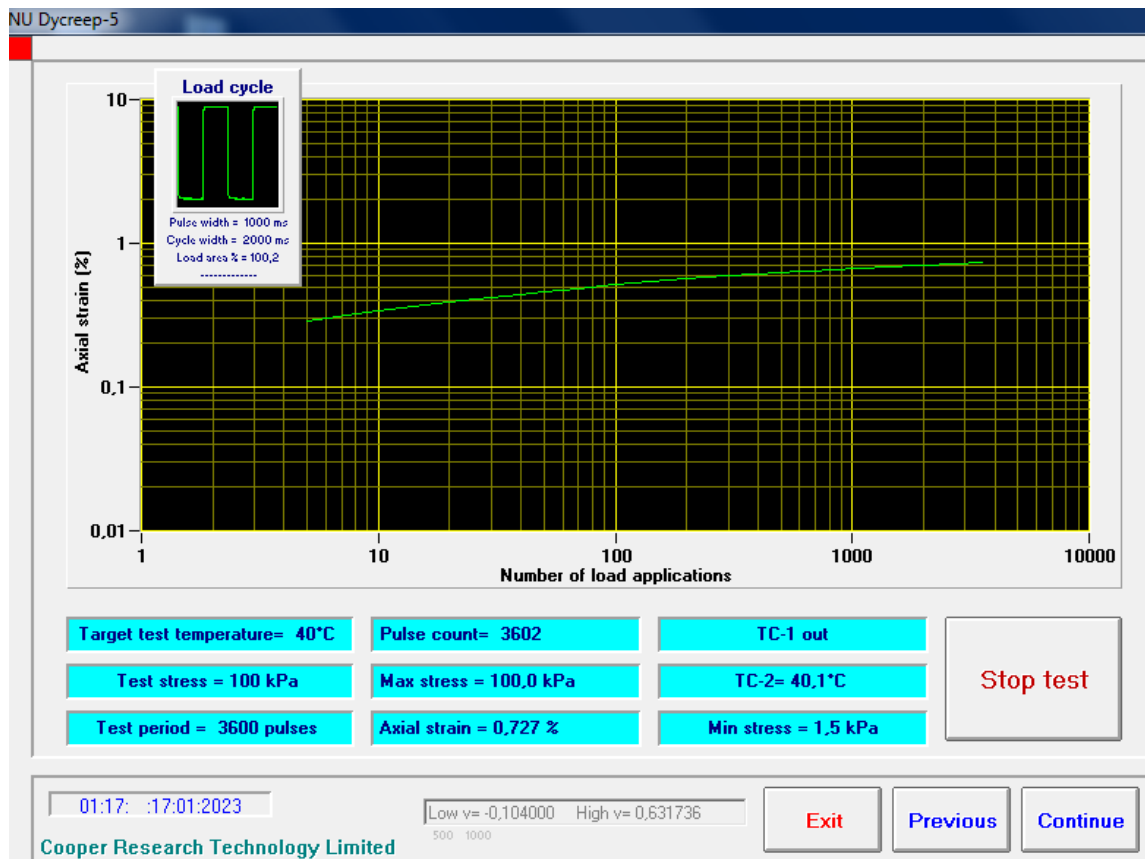 NU Dycreep-5
Load cycle
Pulse width = 1000 ms
Cycle width = 2000 ms
Load area % = 100,2
-------------
Axial strain (%)
10
1
0,1
0,01
1 10 100 1000 10000
Number of load applications
Target test temperature= 40*C
Pulse count= 3602
TC-1 out
Test stress = 100 kPa
Max stress = 100,0 kPa
TC-2= 40,1*C
Test period = 3600 pulses
Axial strain = 0,727 %
Min stress = 1,5 kPa
Stop test
01:17: :17:01:2023
Low v= -0,104000 High v= 0,631736
500 1000
Exit
Previous
Continue
Cooper Research Technology Limited